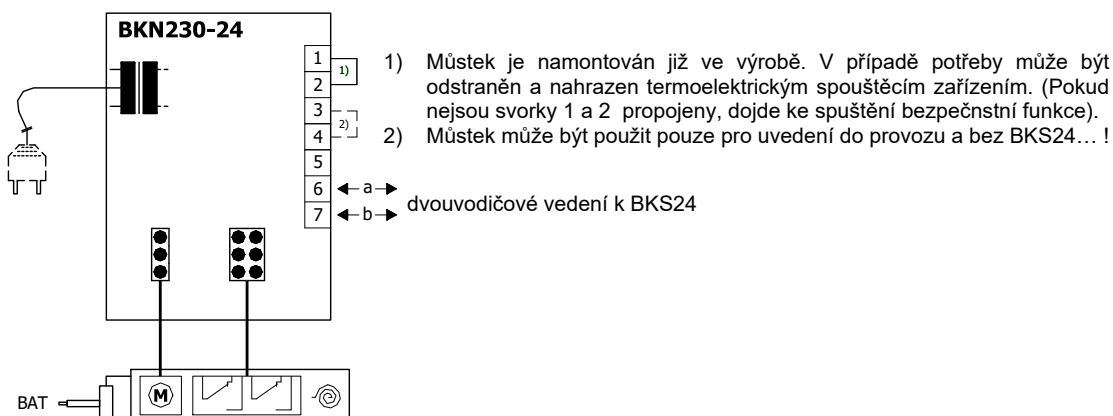 BKN230-24
1
2
3
4
5
6
7
1)
2)
a
b
1) Můstek je namontován již ve výrobě. V případě potřeby může být
odstraněn a nahrazen termoelektrickým spouštěcím zařízením. (Pokud
nejsou svorky 1 a 2 propojeny, dojde ke spuštění bezpečnstní funkce).
2) Můstek může být použit pouze pro uvedení do provozu a bez BKS24… !
dvouvodičové vedení k BKS24
BAT
M